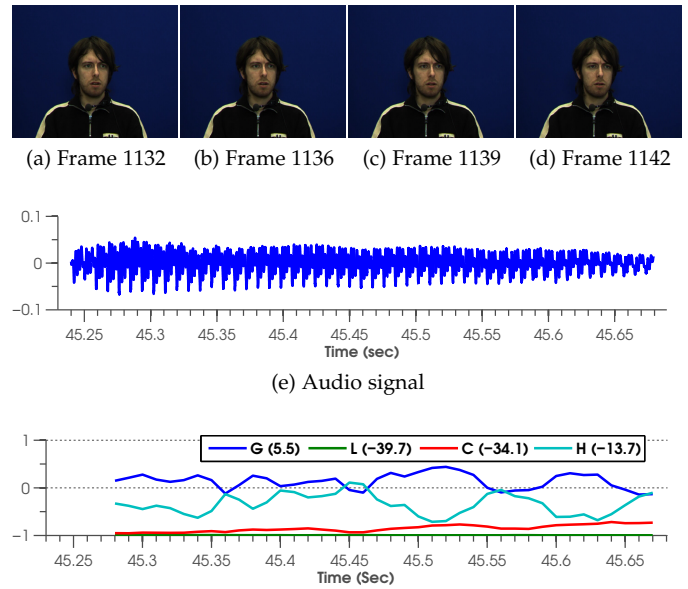 (a) Frame 1132 (b) Frame 1136 (c) Frame 1139 (d) Frame 1142
0.1
0
−0.1
45.25 45.3 45.35 45.4 45.45 45.5 45.55 45.6 45.65
Time (sec)
(e) Audio signal
G (5.5) L (−39.7) C (−34.1) H (−13.7)
1
0
−1
45.25 45.3 45.35 45.4 45.45 45.5 45.55 45.6 45.65
Time (Sec)